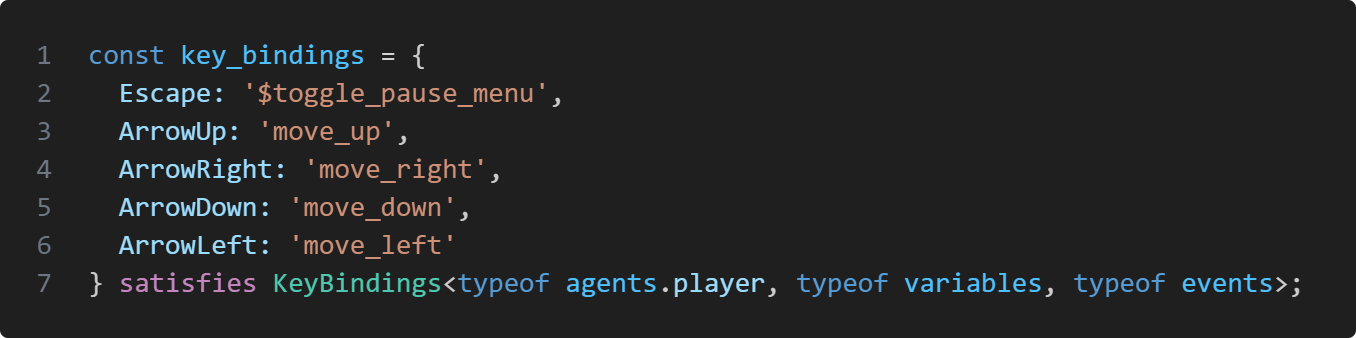 1 const key_bindings = {
2   Escape: '$toggle_pause_menu',
3   ArrowUp: 'move_up',
4   ArrowRight: 'move_right',
5   ArrowDown: 'move_down',
6   ArrowLeft: 'move_left'
7 } satisfies KeyBindings<typeof agents.player, typeof variables, typeof events>;